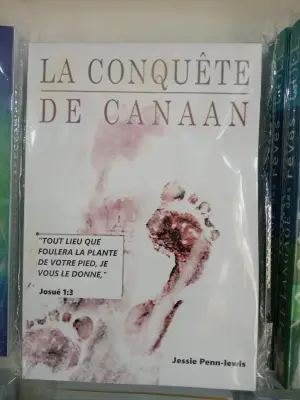 LA CONQUÊTE
DE CANAAN
"TOUT LIEU QUE
FOULERA LA PLANTE
DE VOTRE PIED, JE
VOUS LE DONNE,"
Josué 1:3
Jessie Penn-lewis